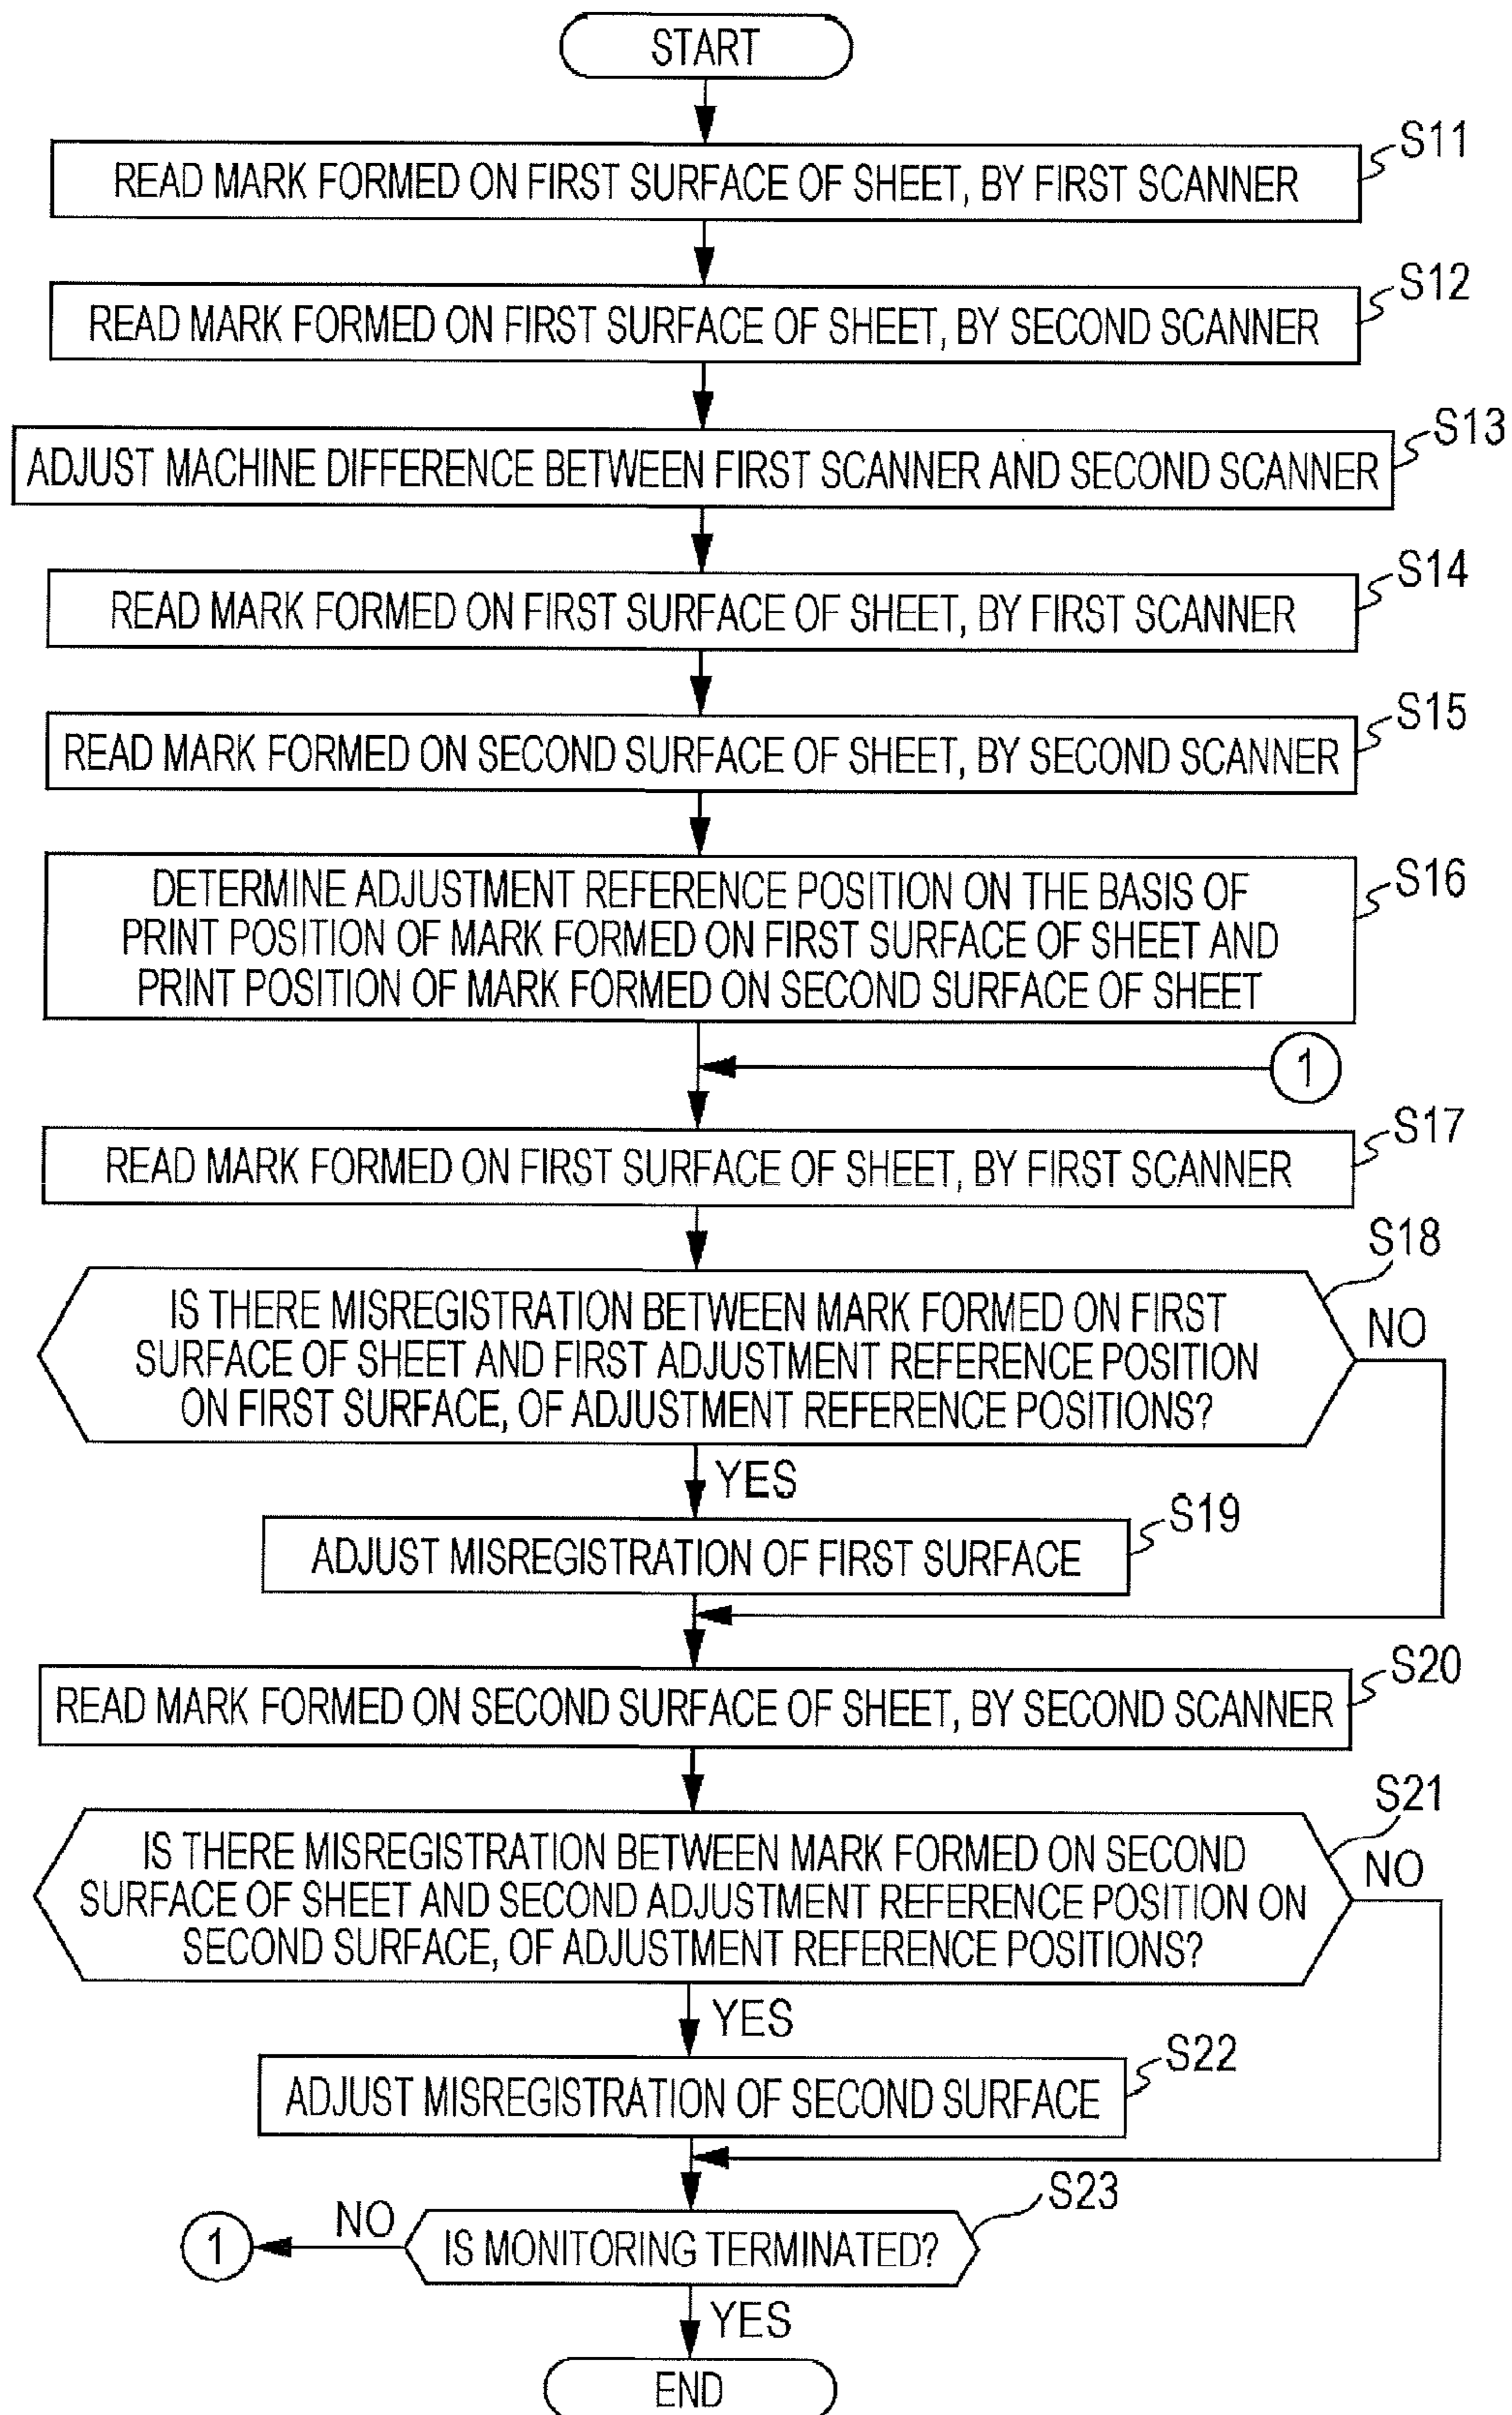 START
S11
READ MARK FORMED ON FIRST SURFACE OF SHEET, BY FIRST SCANNER
S12
READ MARK FORMED ON FIRST SURFACE OF SHEET, BY SECOND SCANNER
S13
ADJUST MACHINE DIFFERENCE BETWEEN FIRST SCANNER AND SECOND SCANNER
S14
READ MARK FORMED ON FIRST SURFACE OF SHEET, BY FIRST SCANNER
S15
READ MARK FORMED ON SECOND SURFACE OF SHEET, BY SECOND SCANNER
S16
DETERMINE ADJUSTMENT REFERENCE POSITION ON THE BASIS OF
PRINT POSITION OF MARK FORMED ON FIRST SURFACE OF SHEET AND
PRINT POSITION OF MARK FORMED ON SECOND SURFACE OF SHEET
1
S17
READ MARK FORMED ON FIRST SURFACE OF SHEET, BY FIRST SCANNER
S18
IS THERE MISREGISTRATION BETWEEN MARK FORMED ON FIRST
SURFACE OF SHEET AND FIRST ADJUSTMENT REFERENCE POSITION
ON FIRST SURFACE, OF ADJUSTMENT REFERENCE POSITIONS?
NO
YES
S19
ADJUST MISREGISTRATION OF FIRST SURFACE
S20
READ MARK FORMED ON SECOND SURFACE OF SHEET, BY SECOND SCANNER
S21
IS THERE MISREGISTRATION BETWEEN MARK FORMED ON SECOND
SURFACE OF SHEET AND SECOND ADJUSTMENT REFERENCE POSITION ON
SECOND SURFACE, OF ADJUSTMENT REFERENCE POSITIONS?
NO
YES
S22
ADJUST MISREGISTRATION OF SECOND SURFACE
S23
1
NO
IS MONITORING TERMINATED?
YES
END